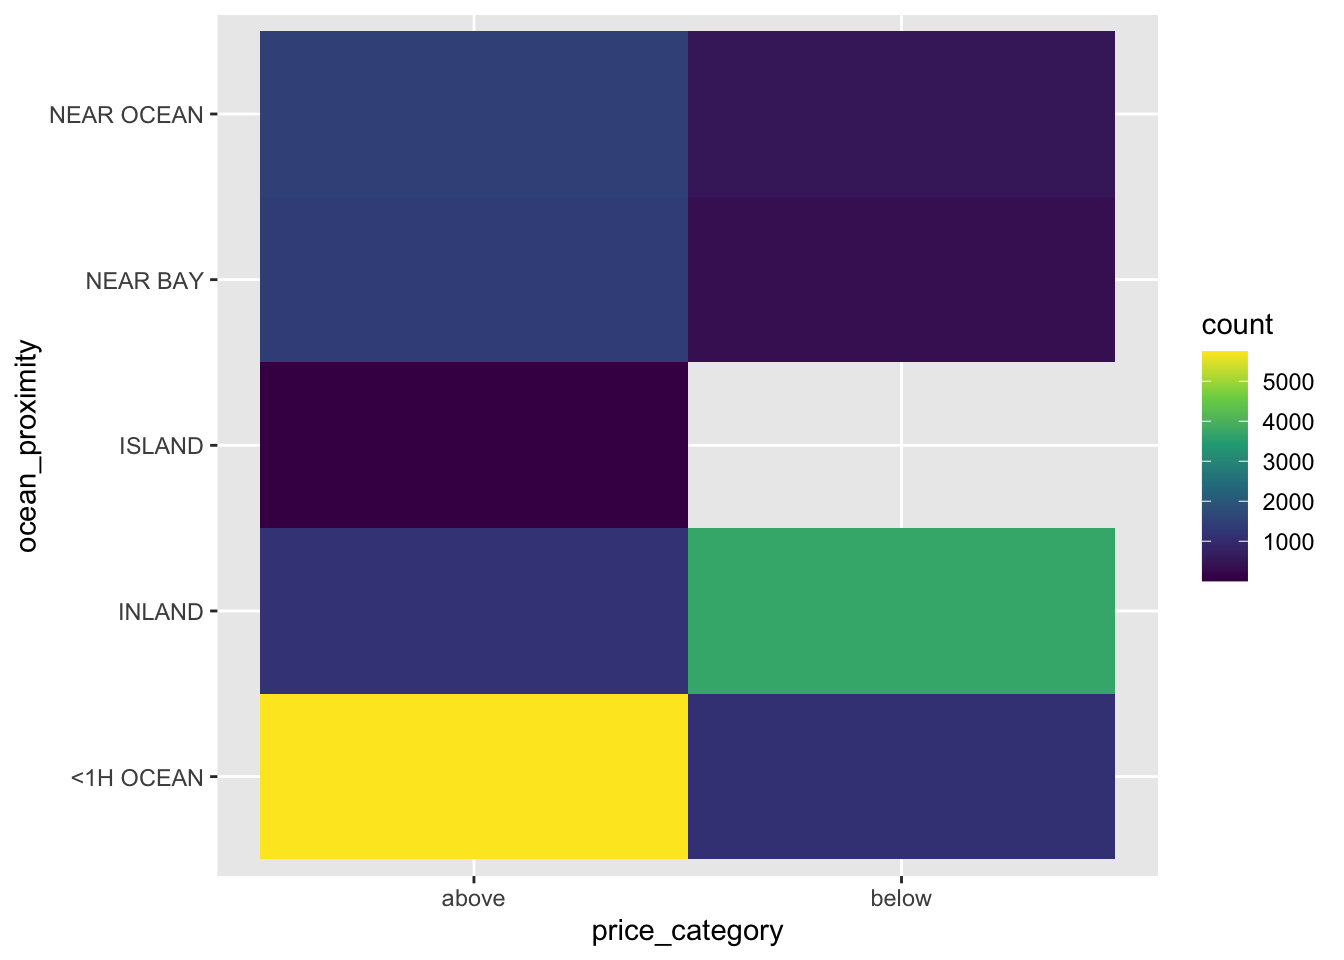 NEAR OCEAN
NEAR BAY
ISLAND
INLAND
<1H OCEAN
ocean_proximity
above
below
price_category
count
5000
4000
3000
2000
1000